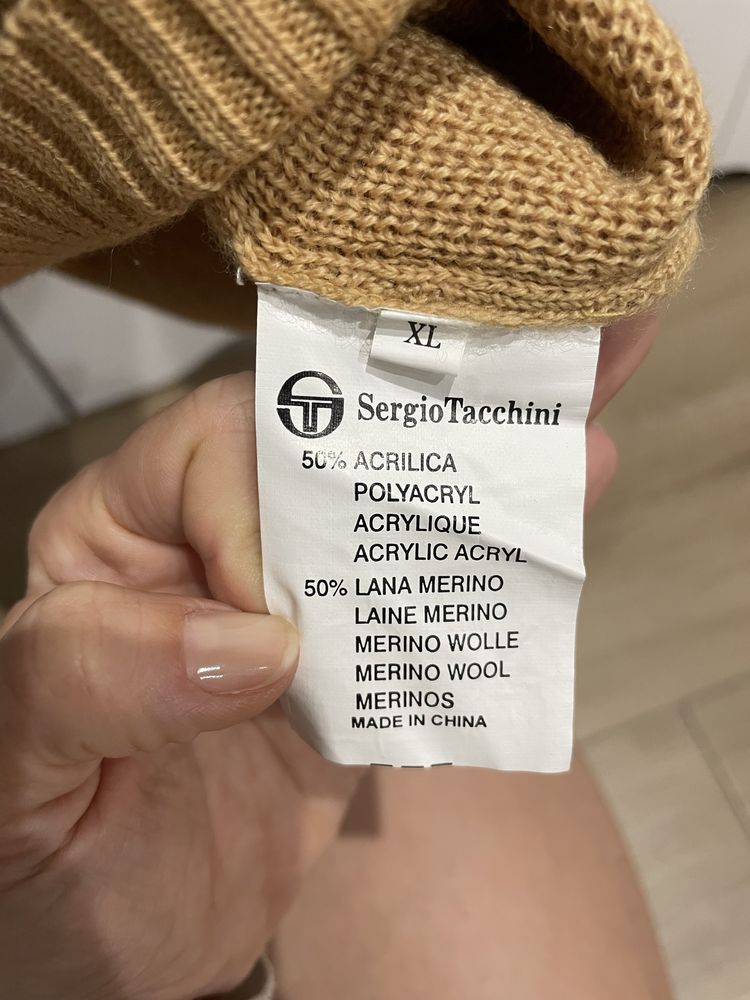 XL
SergioTacchini
50% ACRILICA
POLYACRYL
ACRYLIQUE
ACRYLIC ACRYL
50% LANA MERINO
LAINE MERINO
MERINO WOLLE
MERINO WOOL
MERINOS
MADE IN CHINA